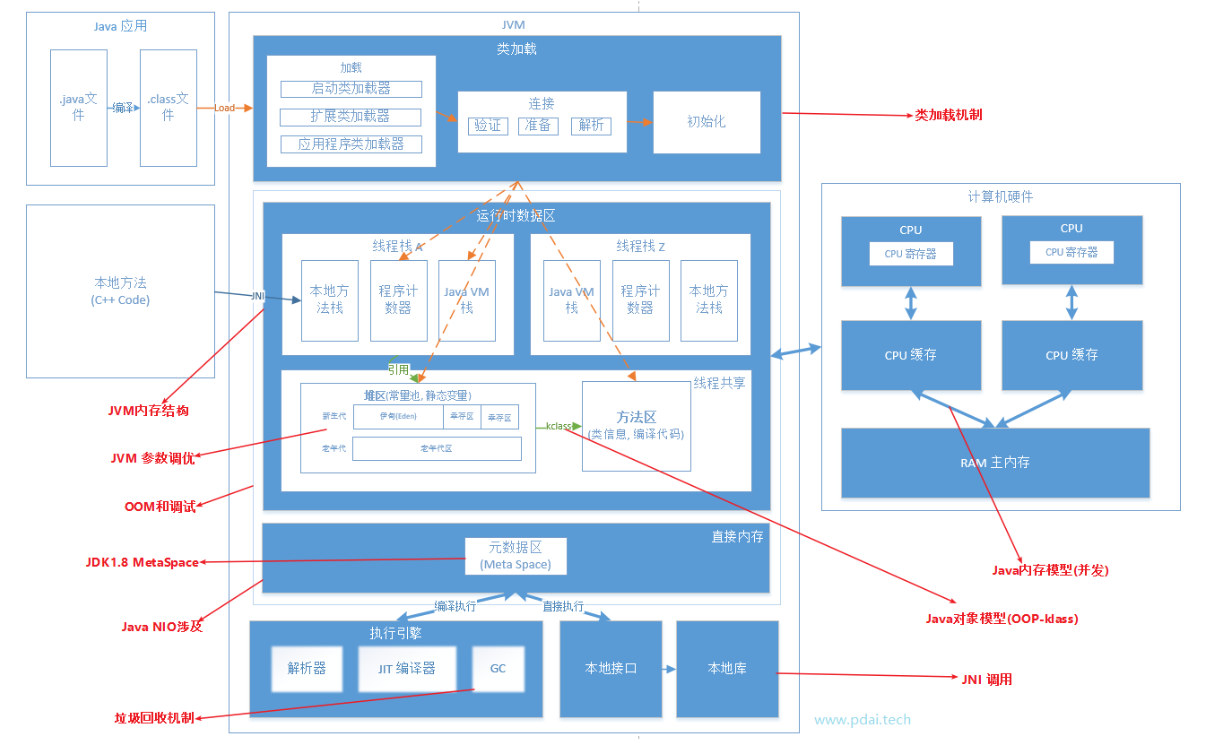 Java 应用
.java文
件
编译
.class文
件
Load
JVM
类加载
加载
启动类加载器
扩展类加载器
应用程序类加载器
连接
验证
准备
解析
初始化
类加载机制
本地方法
(C++ Code)
JNI
运行时数据区
线程栈 A
本地方
法栈
程序计
数器
Java VM
栈
线程栈 Z
Java VM
栈
程序计
数器
本地方
法栈
引用
线程共享
堆区(常量池, 静态变量)
新生代
伊甸(Eden)
幸存区
幸存区
老年代
老年代区
kclass
方法区
(类信息, 编译代码)
直接内存
元数据区
(Meta Space)
编译执行
直接执行
执行引擎
解析器
JIT 编译器
GC
本地接口
本地库
计算机硬件
CPU
CPU 寄存器
CPU
CPU 寄存器
CPU 缓存
CPU 缓存
RAM 主内存
JVM内存结构
JVM 参数调优
OOM和调试
JDK1.8 MetaSpace
Java NIO涉及
垃圾回收机制
Java内存模型(并发)
Java对象模型(OOP-klass)
JNI 调用
www.pdai.tech